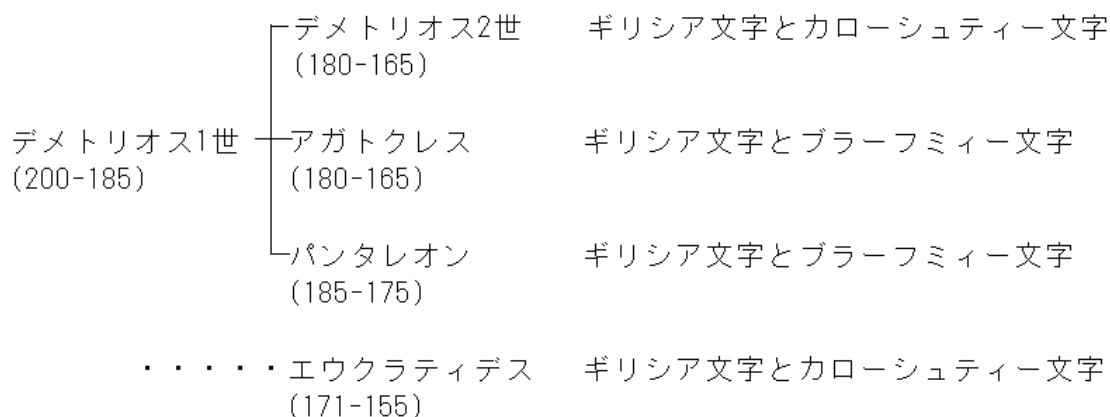 デメトリオス2世 ギリシア文字とカローシュティー文字
(180-165)
デメトリオス1世 アガトクレス ギリシア文字とブラーフミィー文字
(200-185) (180-165)
パンタレオン ギリシア文字とブラーフミィー文字
(185-175)
・・・・・エウクラティデス ギリシア文字とカローシュティー文字
(171-155)